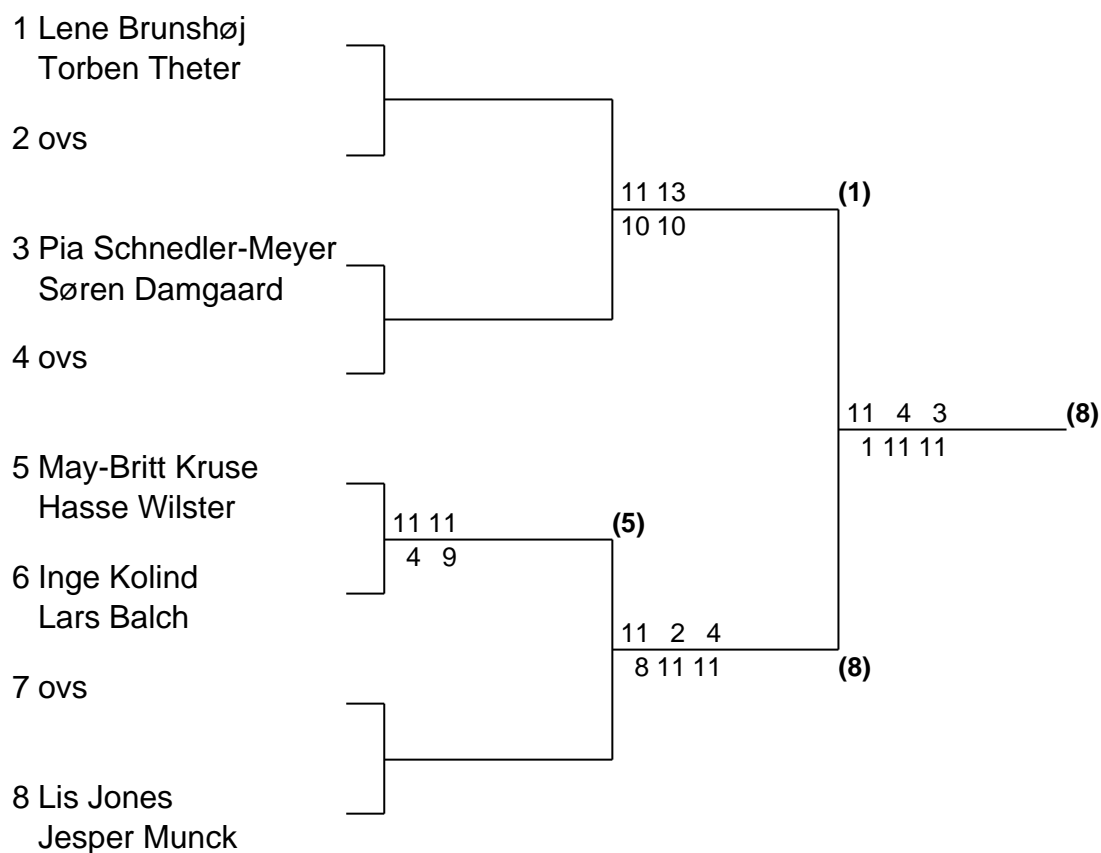 1 Lene Brunshøj
Torben Theter
2 ovs
11 13
(1)
10 10
3 Pia Schnedler-Meyer
Søren Damgaard
4 ovs
11 4 3
(8)
1 11 11
5 May-Britt Kruse
Hasse Wilster
11 11
(5)
4 9
6 Inge Kolind
Lars Balch
11 2 4
8 11 11
(8)
7 ovs
8 Lis Jones
Jesper Munck